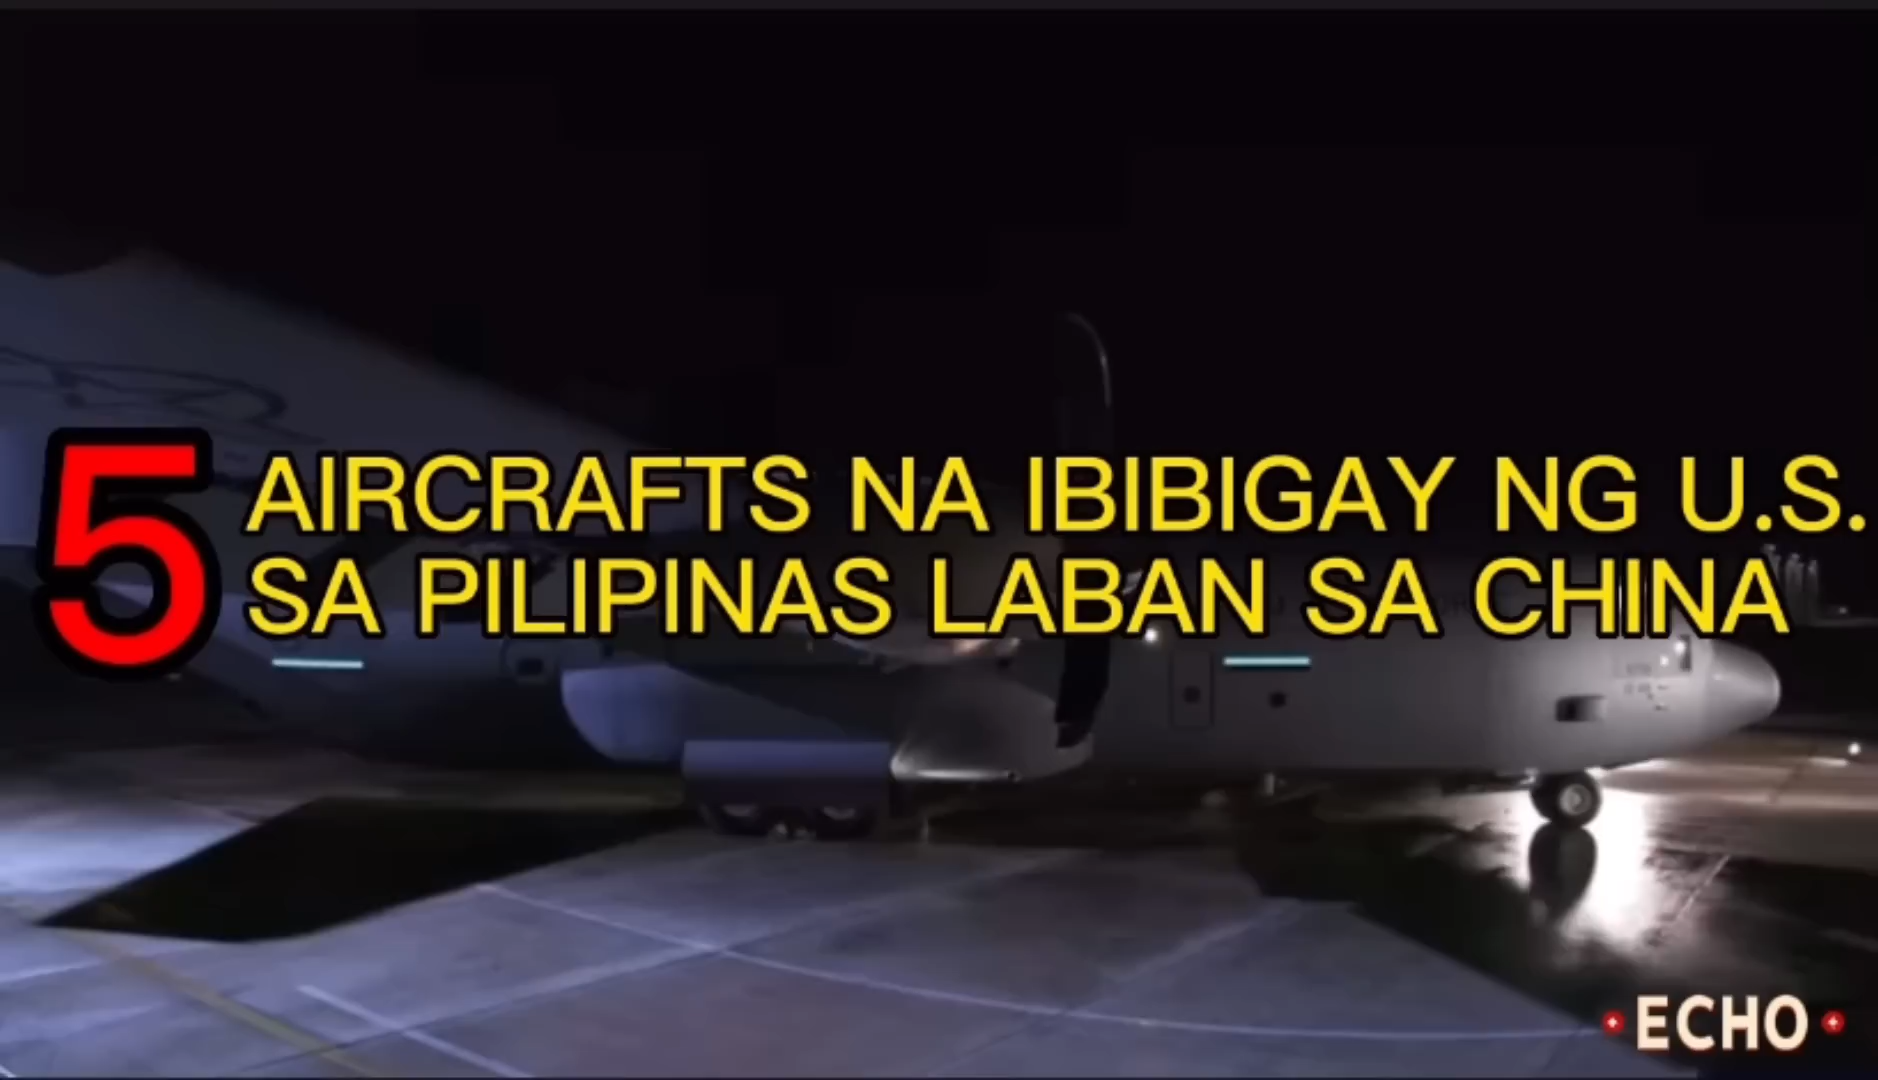 5 AIRCRAFTS NA IBIBIGAY NG U.S.
SA PILIPINAS LABAN SA CHINA
ECHO